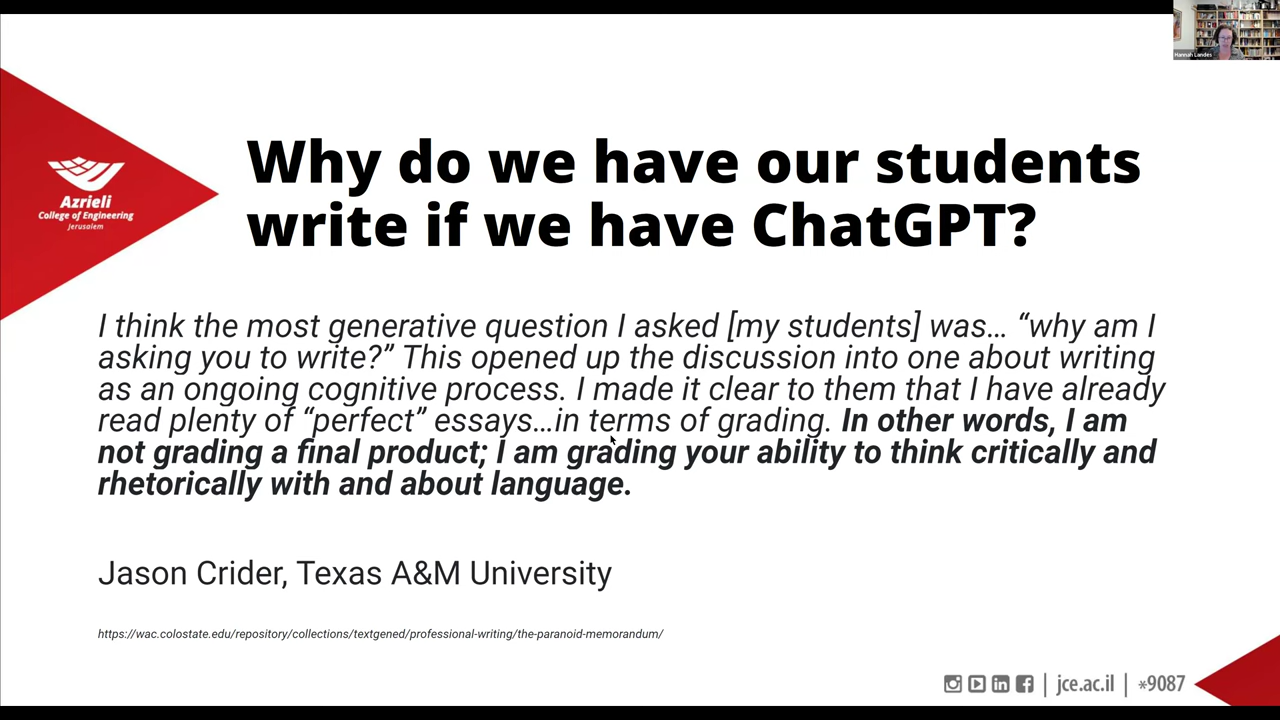 Hannah Landes
Azrieli
College of Engineering
Jerusalem
Why do we have our students
write if we have ChatGPT?
I think the most generative question I asked [my students] was… “why am I
asking you to write?” This opened up the discussion into one about writing
as an ongoing cognitive process. I made it clear to them that I have already
read plenty of “perfect” essays…in terms of grading. In other words, I am
not grading a final product; I am grading your ability to think critically and
rhetorically with and about language.
Jason Crider, Texas A&M University
https://wac.colostate.edu/repository/collections/textgened/professional-writing/the-paranoid-memorandum/
jce.ac.il | *9087